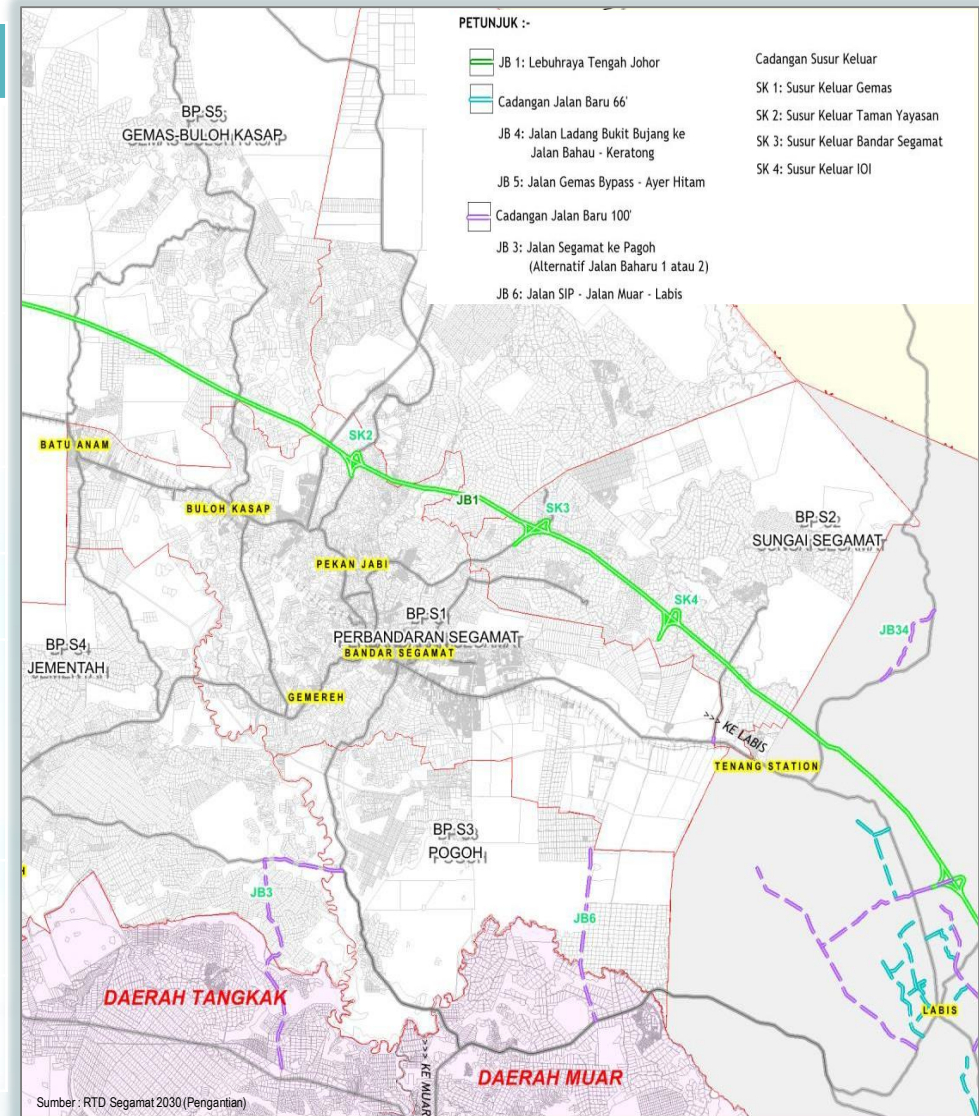 PETUNJUK :-
JB 1: Lebuhraya Tengah Johor
Cadangan Jalan Baru 66'
JB 4: Jalan Ladang Bukit Bujang ke
Jalan Bahau - Keratong
JB 5: Jalan Gemas Bypass - Ayer Hitam
Cadangan Jalan Baru 100'
JB 3: Jalan Segamat ke Pagoh
(Alternatif Jalan Baharu 1 atau 2)
JB 6: Jalan SIP - Jalan Muar - Labis
Cadangan Susur Keluar
SK 1: Susur Keluar Gemas
SK 2: Susur Keluar Taman Yayasan
SK 3: Susur Keluar Bandar Segamat
SK 4: Susur Keluar IOI
BP S5
GEMAS-BULOH KASAP
BATU ANAM
SK2
BULOH KASAP
JB1
SK3
BP S2
SUNGAI SEGAMAT
PEKAN JABI
SK4
BP S1
PERBANDARAN SEGAMAT
BANDAR SEGAMAT
JB34
BP S4
JEMENTAH
GEMEREH
>>> KE LABIS
TENANG STATION
BP S3
POGOH
H
JB3
JB6
DAERAH TANGKAK
LABIS
>>> KE MUAR
DAERAH MUAR
Sumber : RTD Segamat 2030 (Pengantian)